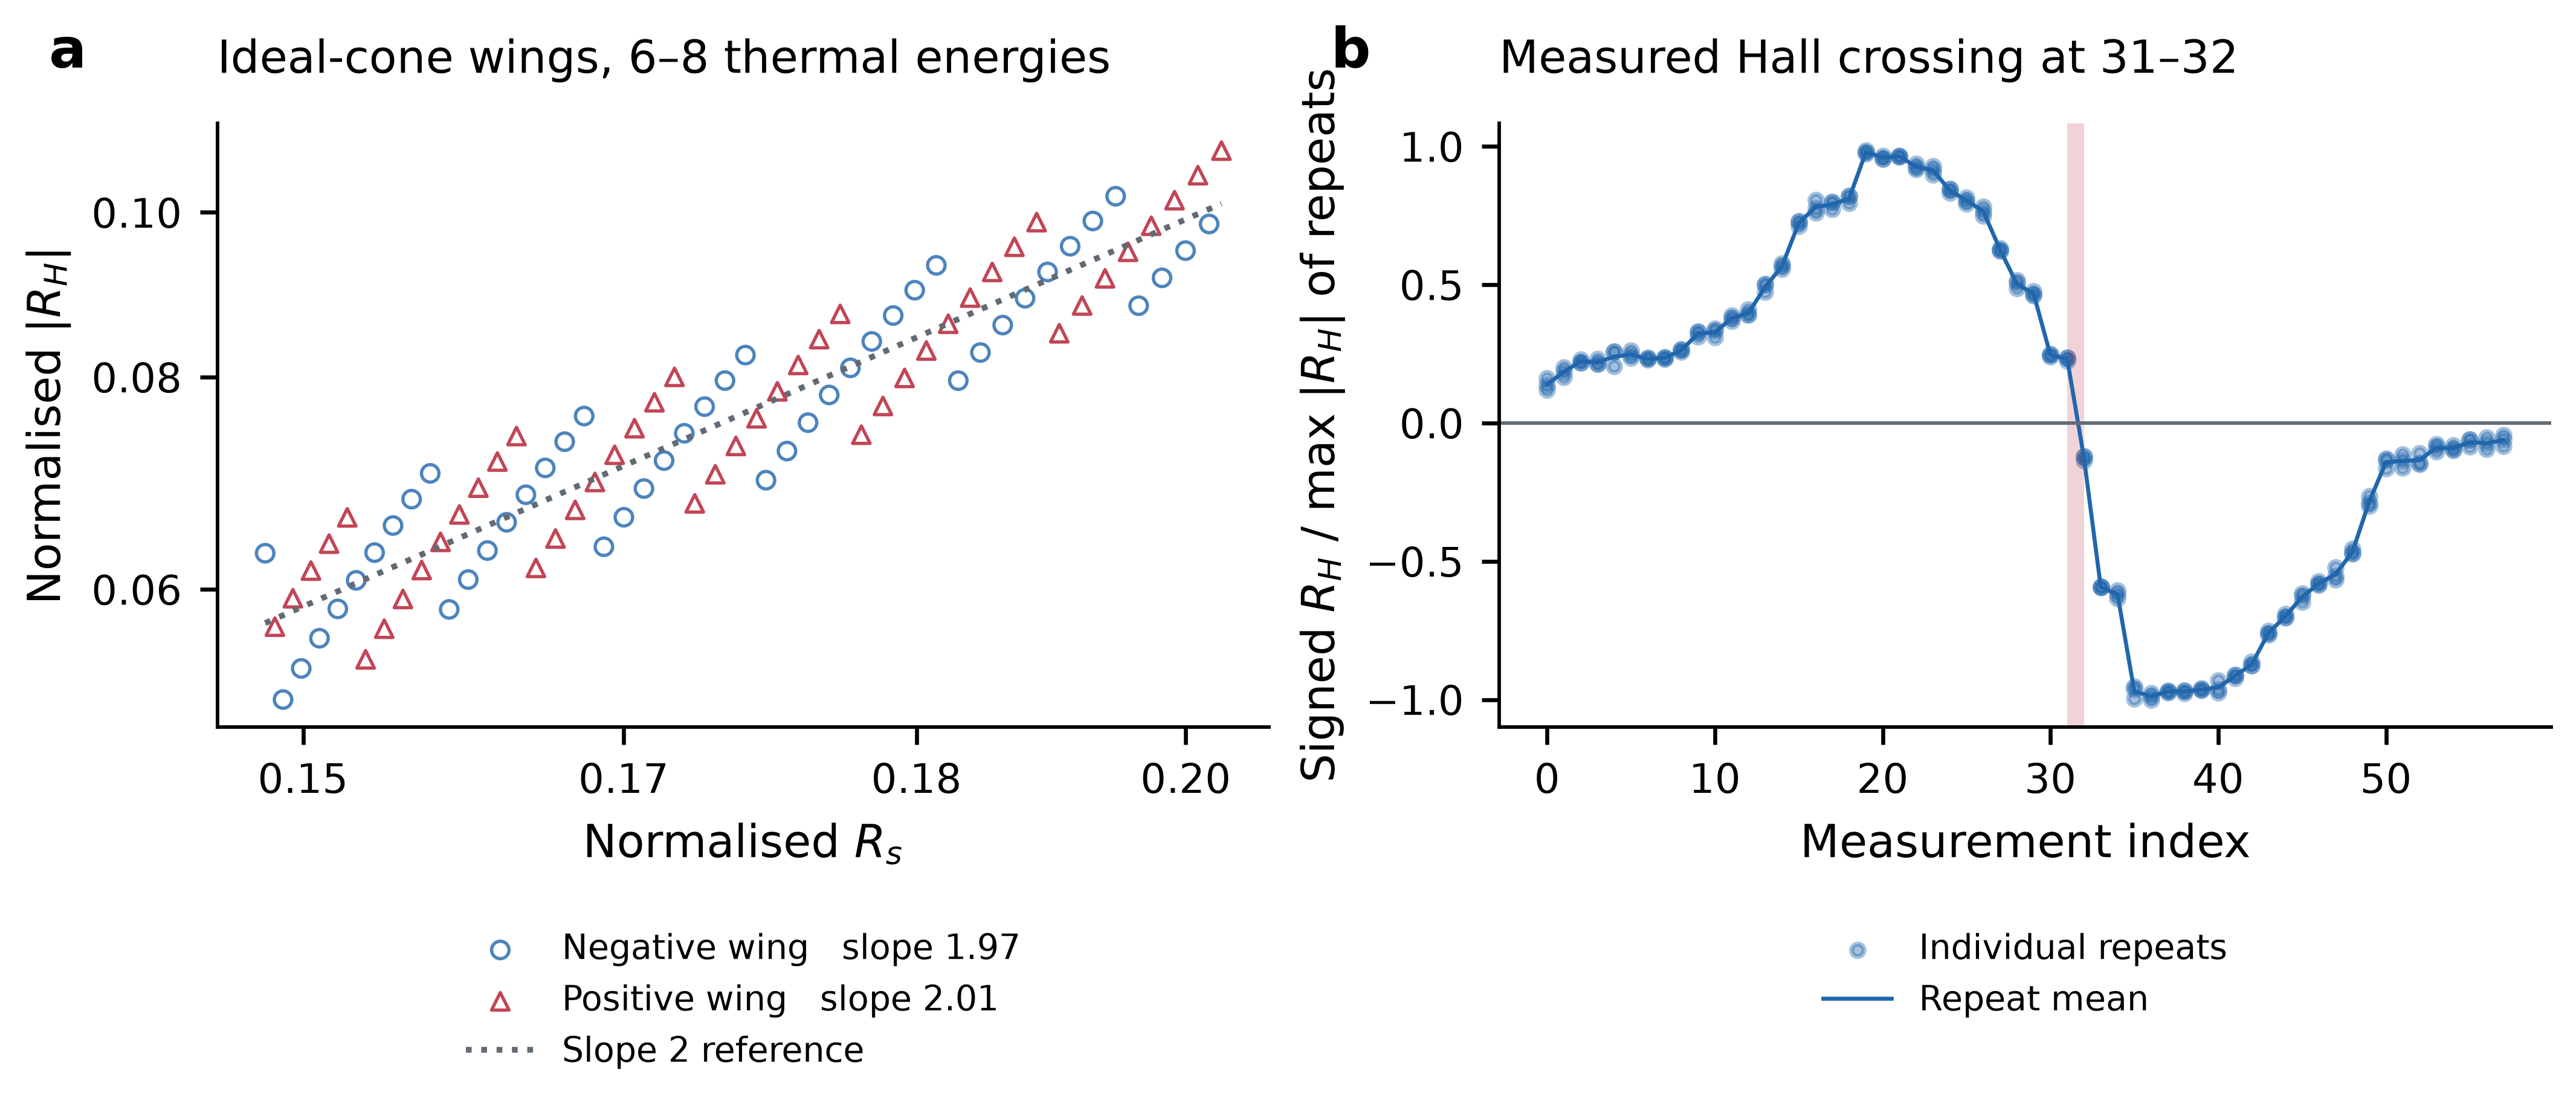 a
Ideal-cone wings, 6–8 thermal energies
Normalised |R_H|
0.10
0.08
0.06
0.15
0.17
0.18
0.20
Normalised R_s
Negative wing slope 1.97
Positive wing slope 2.01
Slope 2 reference
b
Measured Hall crossing at 31–32
Signed R_H / max |R_H| of repeats
1.0
0.5
0.0
−0.5
−1.0
0
10
20
30
40
50
Measurement index
Individual repeats
Repeat mean